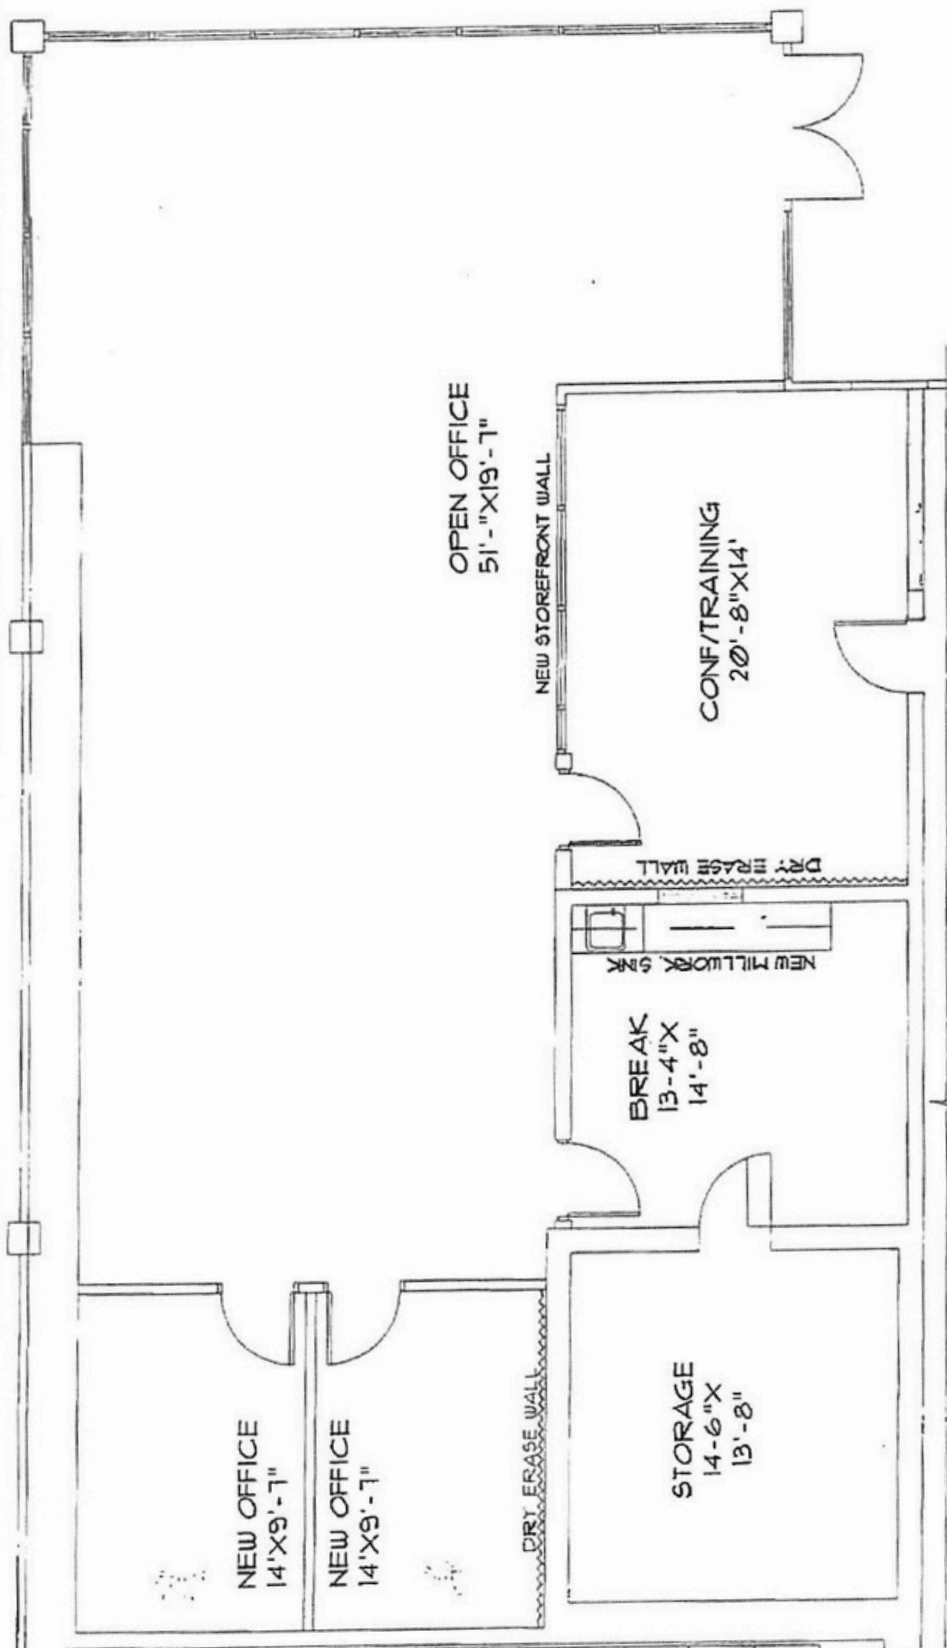 OPEN OFFICE
51'-"X19'-7"
NEW STOREFRONT WALL
CONF/TRAINING
20'-8"X14'
DRY ERASE WALL
NEW MILLWORK, SINK
BREAK
13-4"X
14'-8"
NEW OFFICE
14'X9'-7"
NEW OFFICE
14'X9'-7"
DRY ERASE WALL
STORAGE
14-6"X
13'-8"